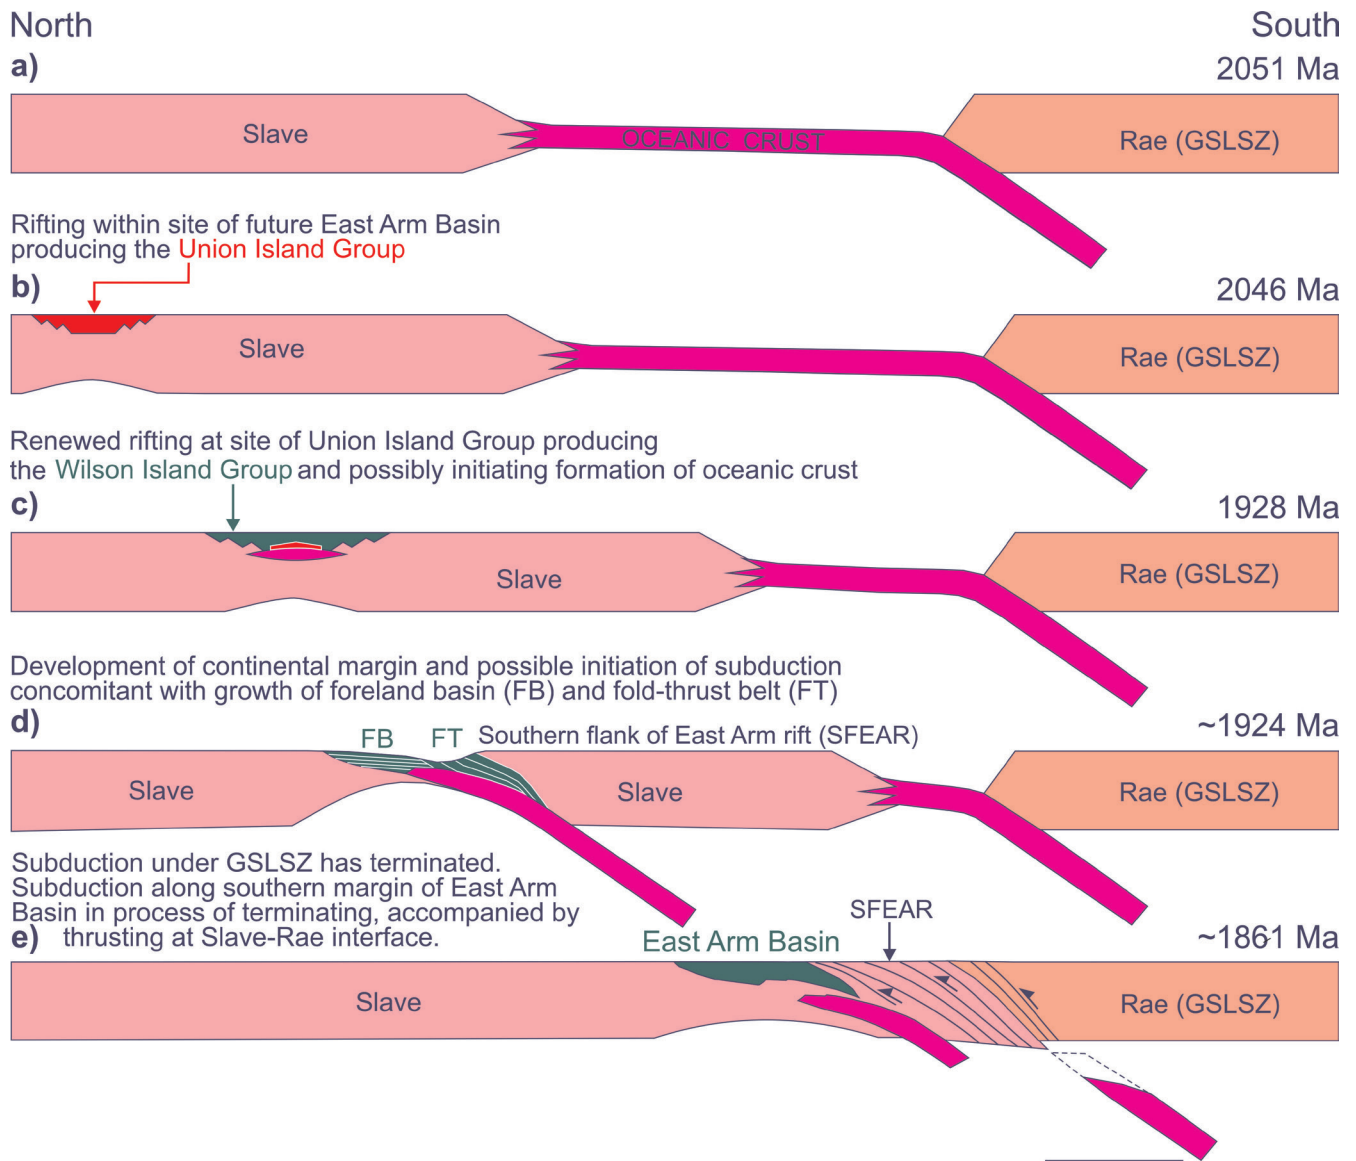 North
South
a)
2051 Ma
Slave
OCEANIC CRUST
Rae (GSLSZ)
Rifting within site of future East Arm Basin
producing the Union Island Group
b)
2046 Ma
Slave
Rae (GSLSZ)
Renewed rifting at site of Union Island Group producing
the Wilson Island Group and possibly initiating formation of oceanic crust
c)
1928 Ma
Slave
Rae (GSLSZ)
Development of continental margin and possible initiation of subduction
concomitant with growth of foreland basin (FB) and fold-thrust belt (FT)
d)
~1924 Ma
FB
FT
Southern flank of East Arm rift (SFEAR)
Slave
Slave
Rae (GSLSZ)
Subduction under GSLSZ has terminated.
Subduction along southern margin of East Arm
Basin in process of terminating, accompanied by
e) thrusting at Slave-Rae interface.
SFEAR
~1861 Ma
East Arm Basin
Slave
Rae (GSLSZ)